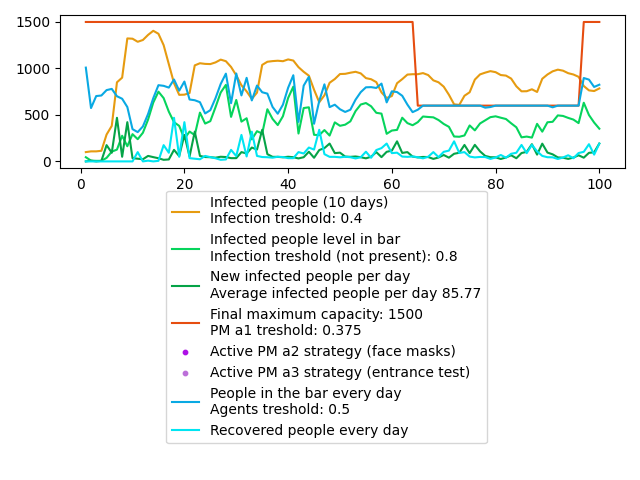 1500
1000
500
0
0 20 40 60 80 100
Infected people (10 days)
Infection treshold: 0.4
Infected people level in bar
Infection treshold (not present): 0.8
New infected people per day
Average infected people per day 85.77
Final maximum capacity: 1500
PM a1 treshold: 0.375
Active PM a2 strategy (face masks)
Active PM a3 strategy (entrance test)
People in the bar every day
Agents treshold: 0.5
Recovered people every day